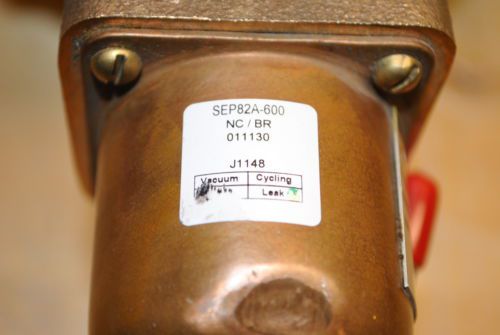 SEP82A-600
NC / BR
011130
J1148
Vacuum Cycling
Leak